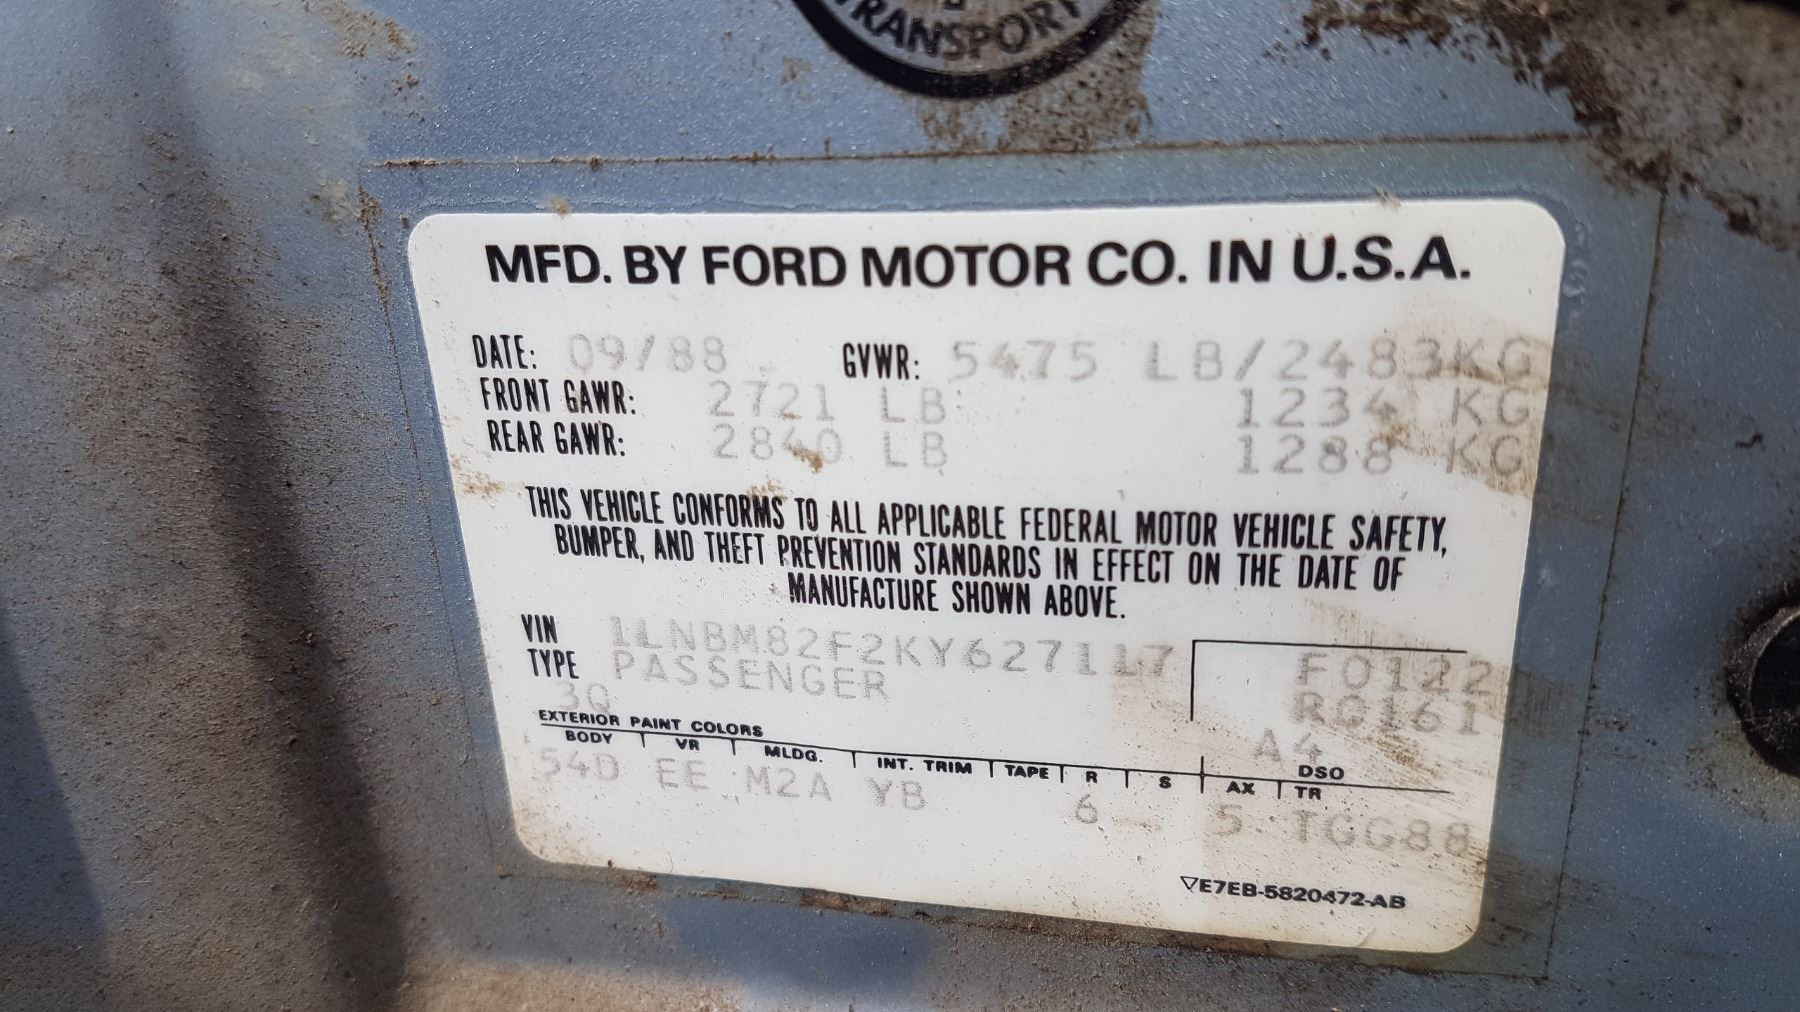 TRANSPORT
MFD. BY FORD MOTOR CO. IN U.S.A.
DATE: 09/88 GVWR: 5475 LB/2483KG
FRONT GAWR: 2721 LB 1234 KG
REAR GAWR: 2840 LB 1288 KG
THIS VEHICLE CONFORMS TO ALL APPLICABLE FEDERAL MOTOR VEHICLE SAFETY,
BUMPER, AND THEFT PREVENTION STANDARDS IN EFFECT ON THE DATE OF
MANUFACTURE SHOWN ABOVE.
VIN 1LNBM82F2KY627117 F0122
TYPE PASSENGER R0161
3Q A4
EXTERIOR PAINT COLORS DSO
BODY VR MLDG. INT. TRIM TAPE R S AX TR
54D EE M2A YB 6 5 TGG88
▽E7EB-5820472-AB